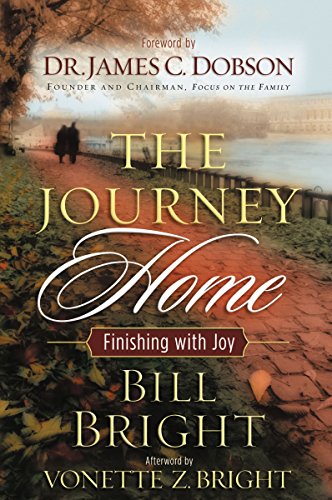 Foreword by
DR. JAMES C. DOBSON
FOUNDER AND CHAIRMAN, FOCUS ON THE FAMILY
THE
JOURNEY
Home
Finishing with Joy
BILL
BRIGHT
Afterword by
VONETTE Z. BRIGHT